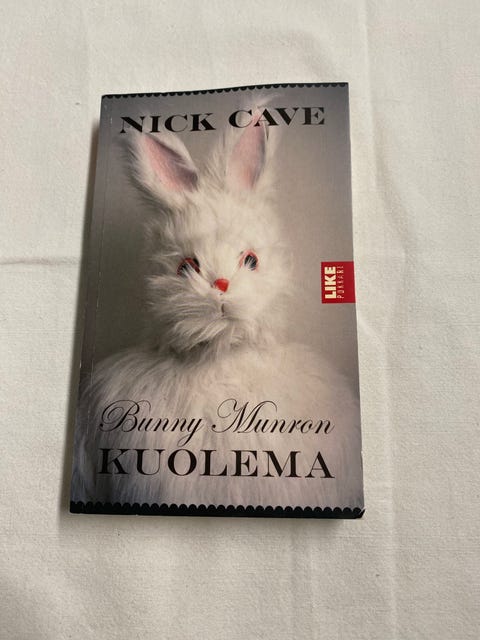 NICK CAVE
LIKE
POKKARI
Bunny Munron
KUOLEMA